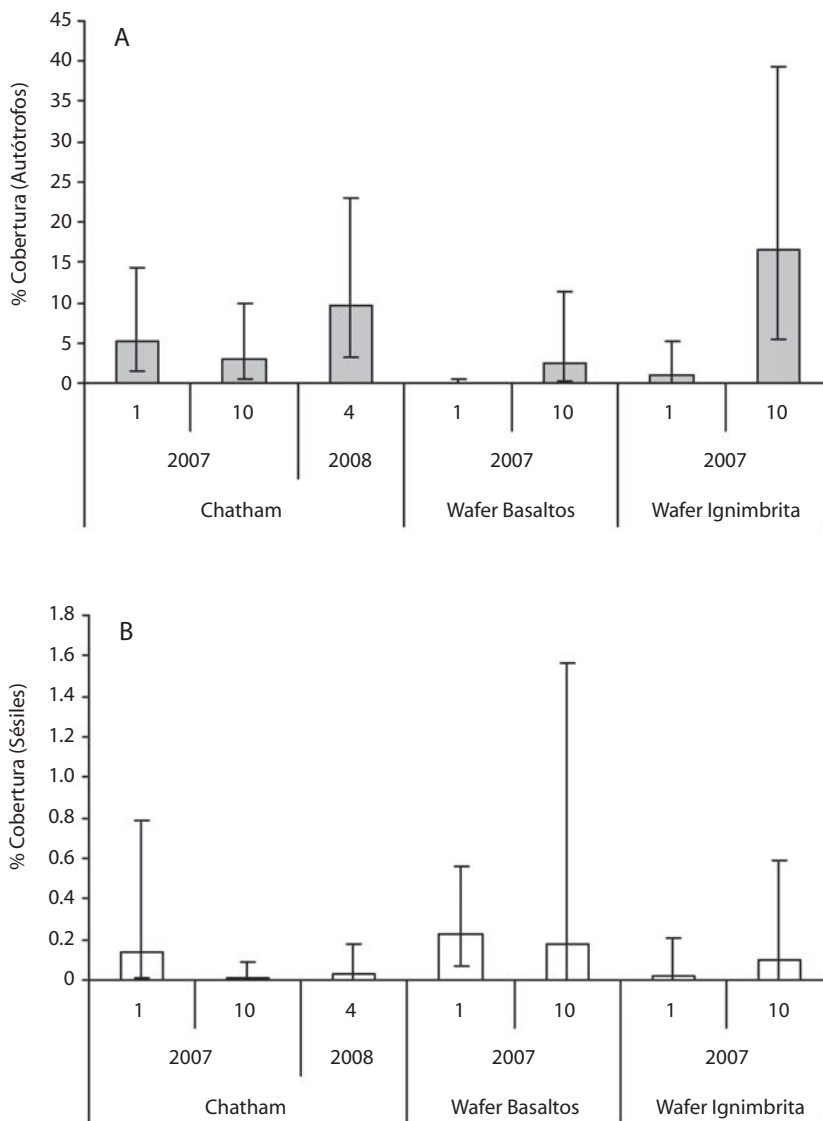 A
% Cobertura (Autótrofos)
45
40
35
30
25
20
15
10
5
0
1 10 4 1 10 1 10
2007 2008 2007 2007
Chatham Wafer Basaltos Wafer Ignimbrita
B
% Cobertura (Sésiles)
1.8
1.6
1.4
1.2
1.0
0.8
0.6
0.4
0.2
0
1 10 4 1 10 1 10
2007 2008 2007 2007
Chatham Wafer Basaltos Wafer Ignimbrita